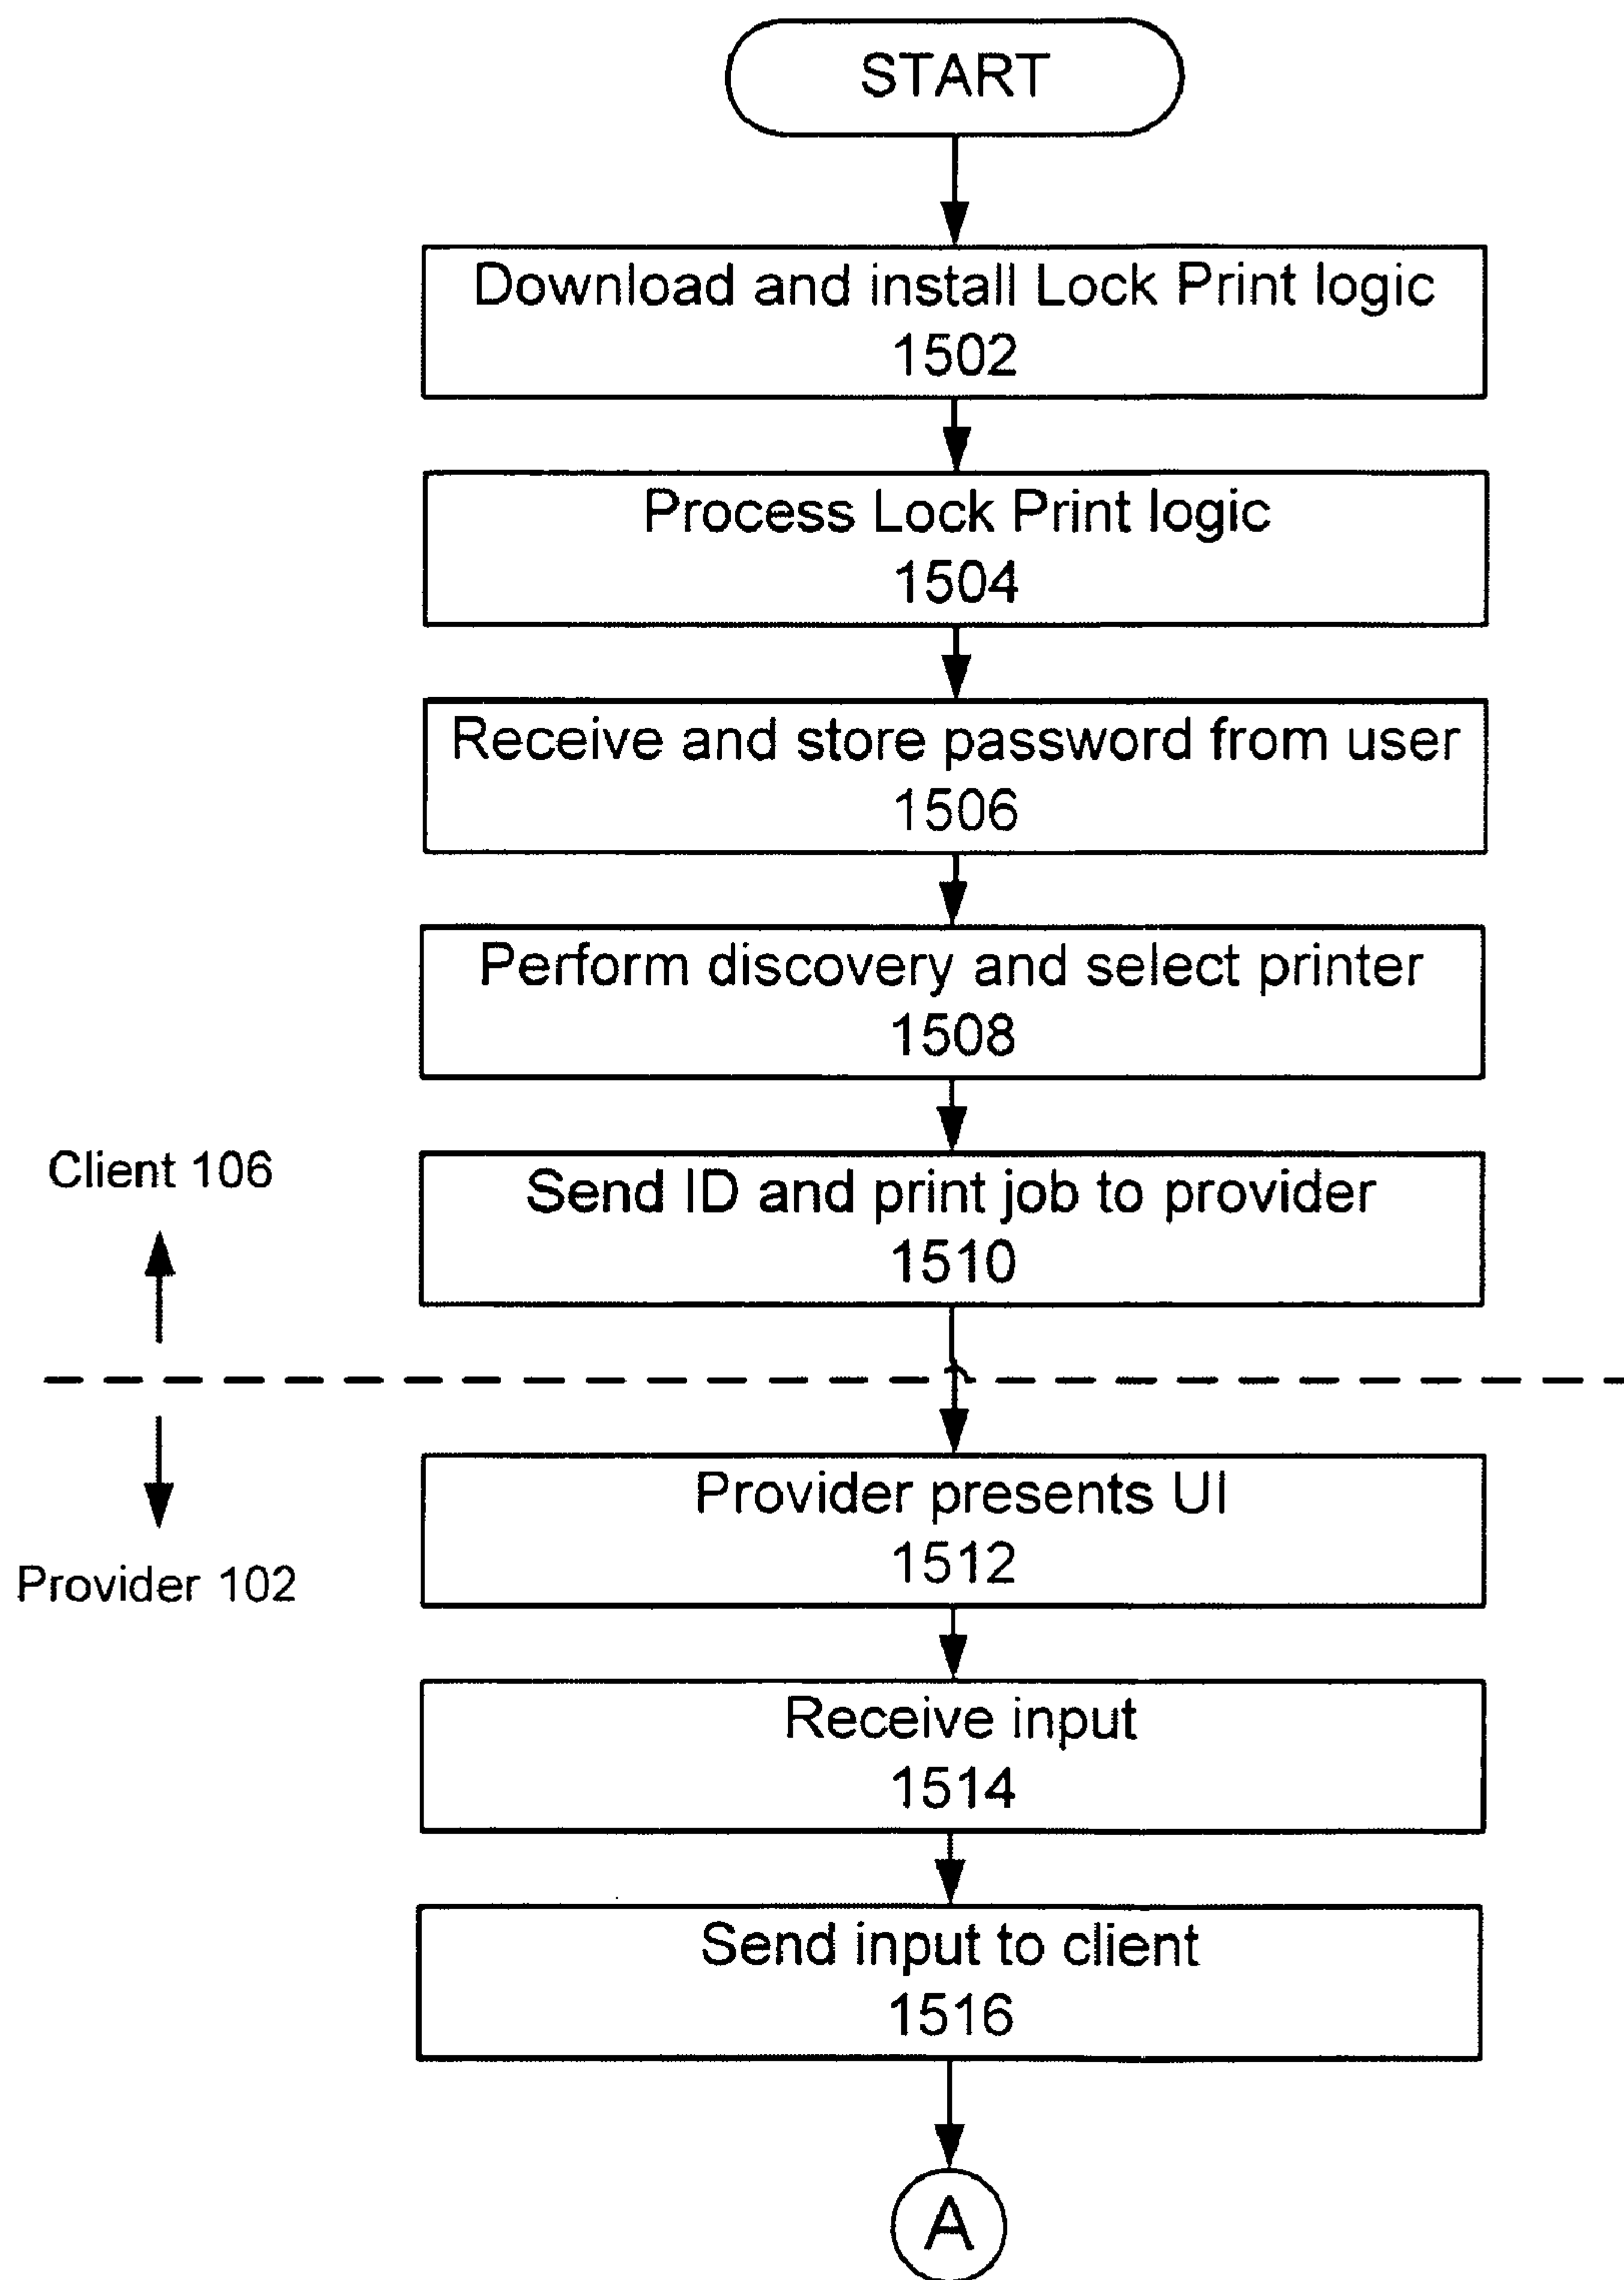 START
Download and install Lock Print logic
1502
Process Lock Print logic
1504
Receive and store password from user
1506
Perform discovery and select printer
1508
Client 106
Send ID and print job to provider
1510
Provider presents UI
1512
Provider 102
Receive input
1514
Send input to client
1516
A